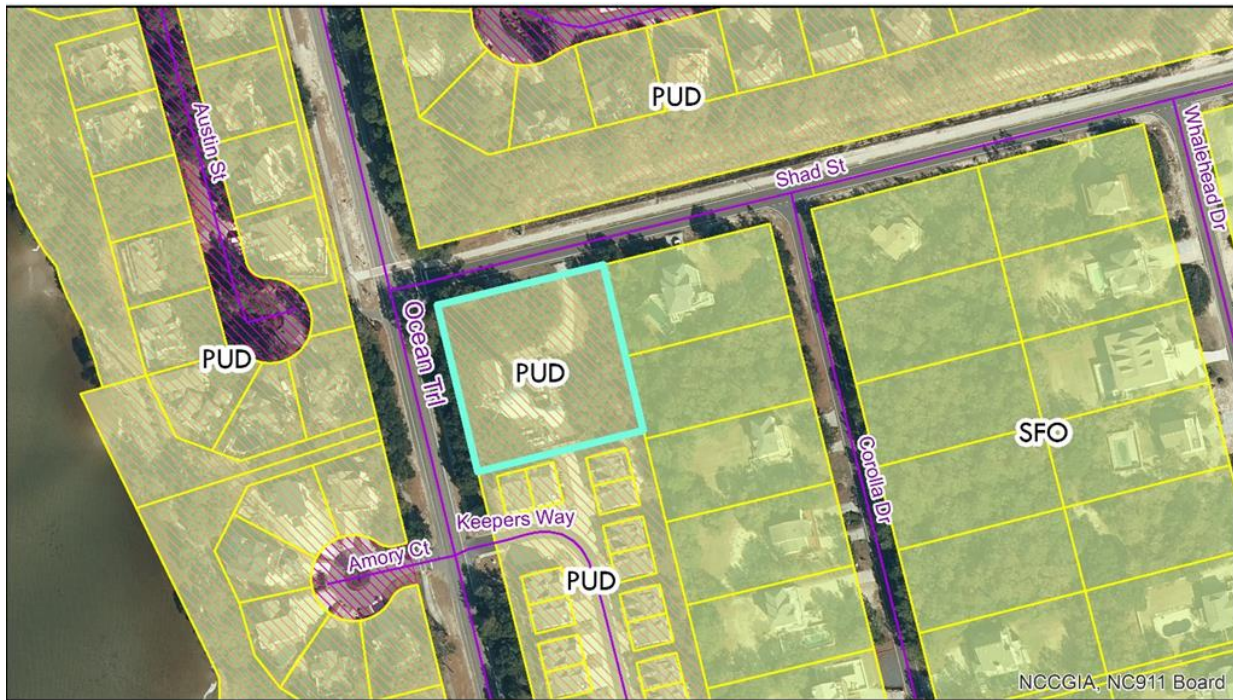 PUD
Whalehead Dr
Austin St
Shad St
Ocean Trl
PUD
PUD
SFO
Corolla Dr
Keepers Way
Amory Ct
PUD
NCCGIA, NC911 Board